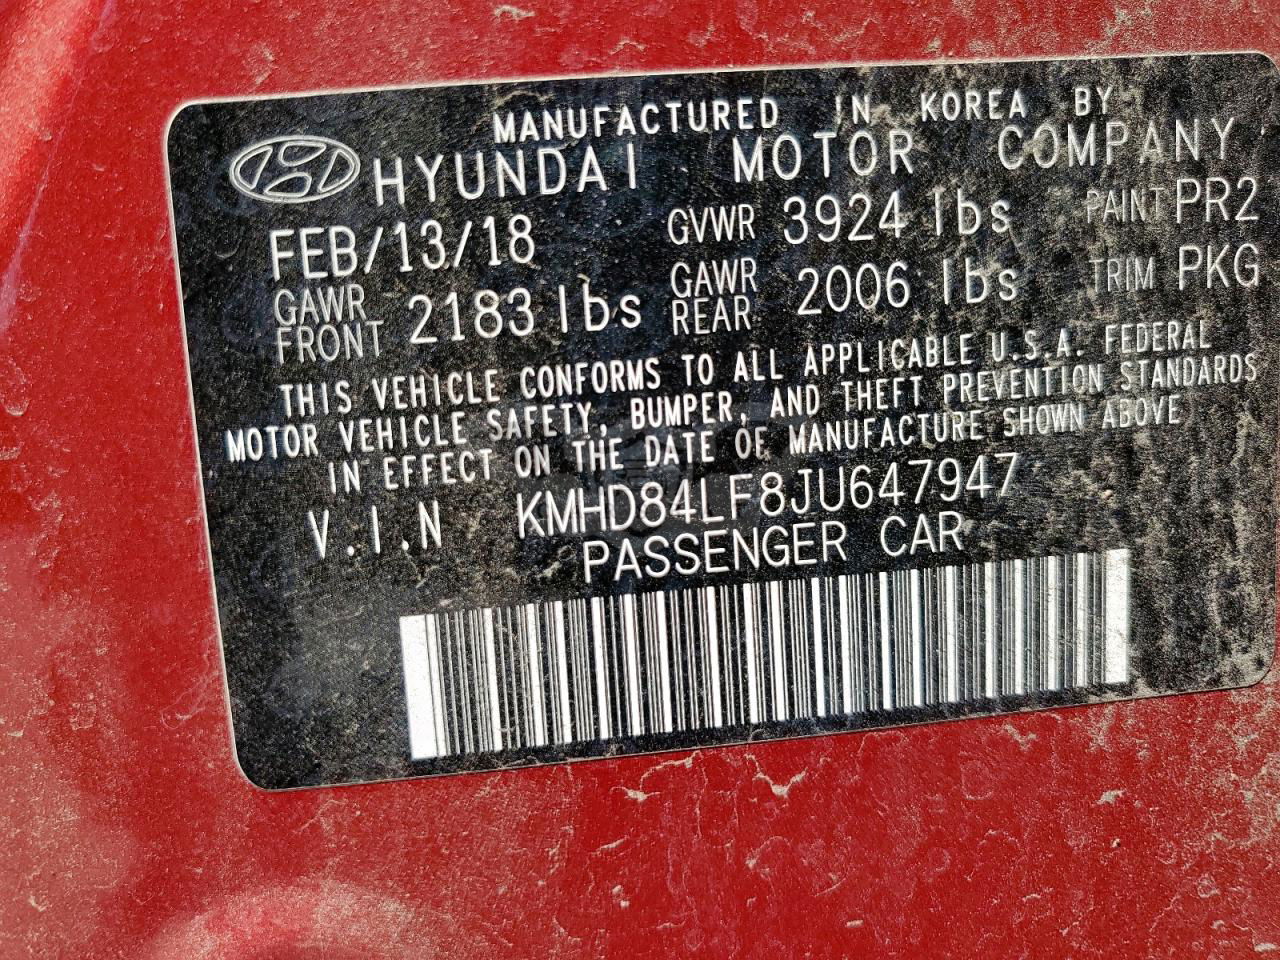 MANUFACTURED IN KOREA BY
HYUNDAI MOTOR COMPANY
FEB/13/18 GVWR 3924 lbs PAINT PR2
GAWR FRONT 2183 lbs GAWR REAR 2006 lbs TRIM PKG
THIS VEHICLE CONFORMS TO ALL APPLICABLE U.S.A. FEDERAL
MOTOR VEHICLE SAFETY, BUMPER, AND THEFT PREVENTION STANDARDS
IN EFFECT ON THE DATE OF MANUFACTURE SHOWN ABOVE
V.I.N KMHD84LF8JU647947
PASSENGER CAR